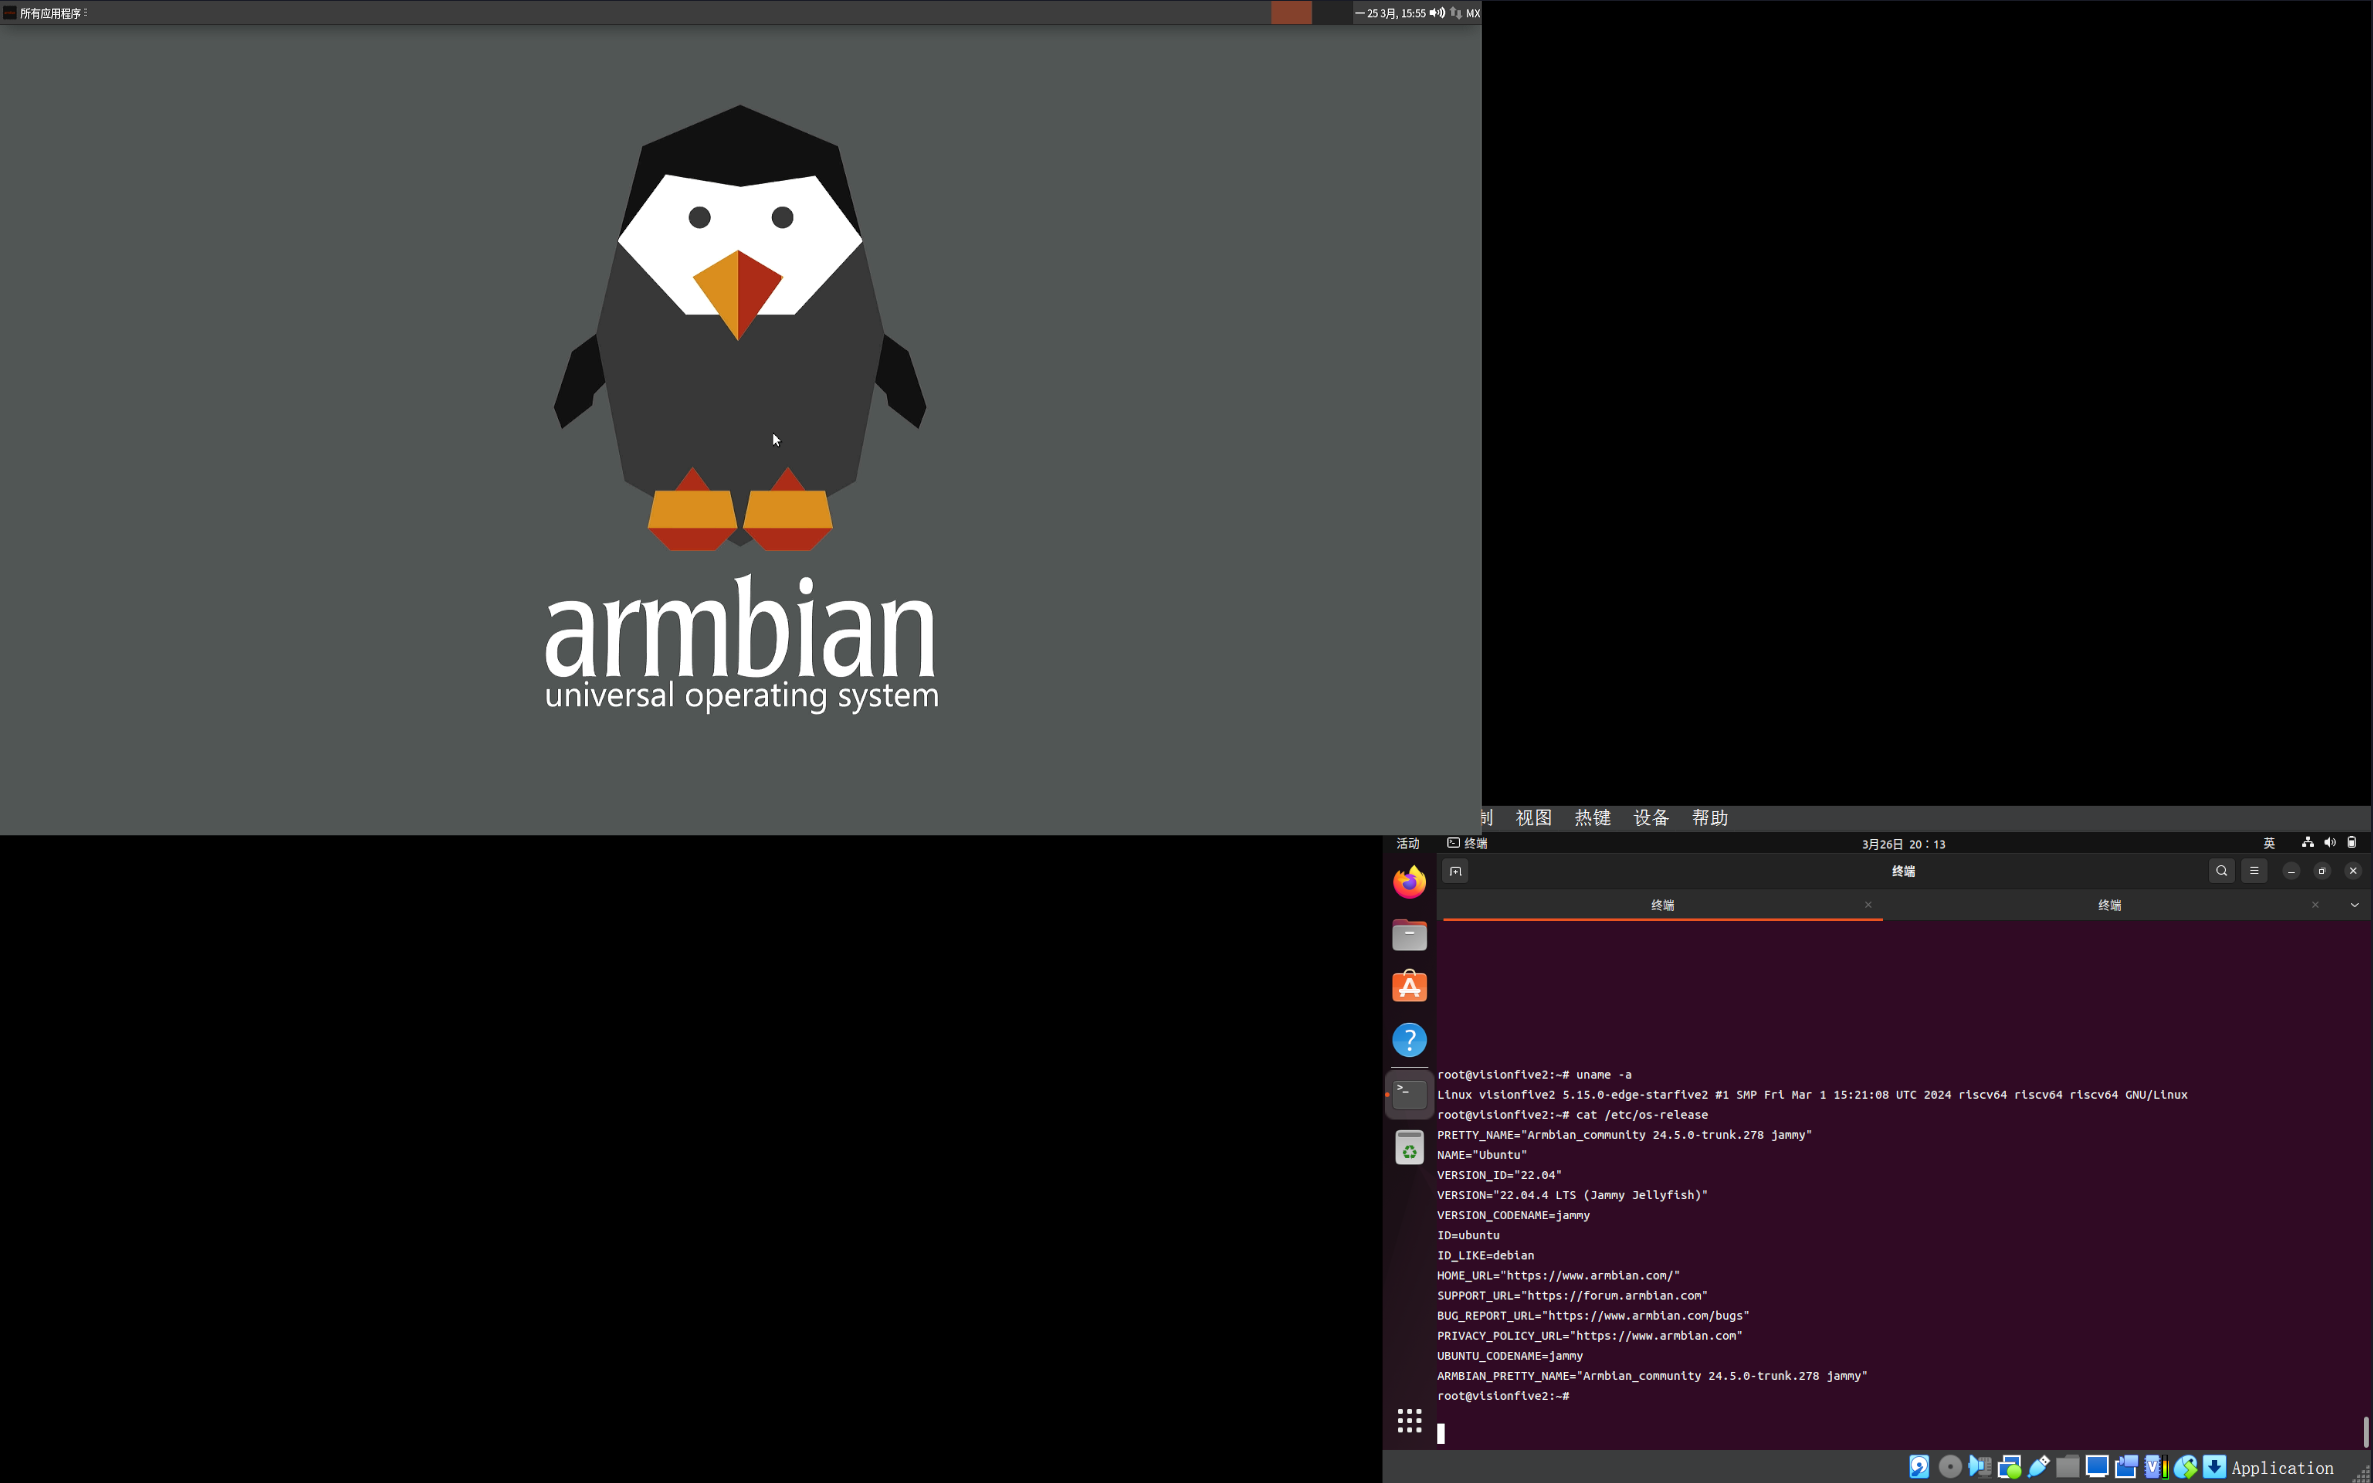 所有应用程序
一 25 3月, 15:55
MX
armbian
universal operating system
制 视图 热键 设备 帮助
活动
终端
3月26日 20：13
英
终端
终端
终端
root@visionfive2:~# uname -a
Linux visionfive2 5.15.0-edge-starfive2 #1 SMP Fri Mar 1 15:21:08 UTC 2024 riscv64 riscv64 riscv64 GNU/Linux
root@visionfive2:~# cat /etc/os-release
PRETTY_NAME="Armbian_community 24.5.0-trunk.278 jammy"
NAME="Ubuntu"
VERSION_ID="22.04"
VERSION="22.04.4 LTS (Jammy Jellyfish)"
VERSION_CODENAME=jammy
ID=ubuntu
ID_LIKE=debian
HOME_URL="https://www.armbian.com/"
SUPPORT_URL="https://forum.armbian.com"
BUG_REPORT_URL="https://www.armbian.com/bugs"
PRIVACY_POLICY_URL="https://www.armbian.com"
UBUNTU_CODENAME=jammy
ARMBIAN_PRETTY_NAME="Armbian_community 24.5.0-trunk.278 jammy"
root@visionfive2:~#
Application